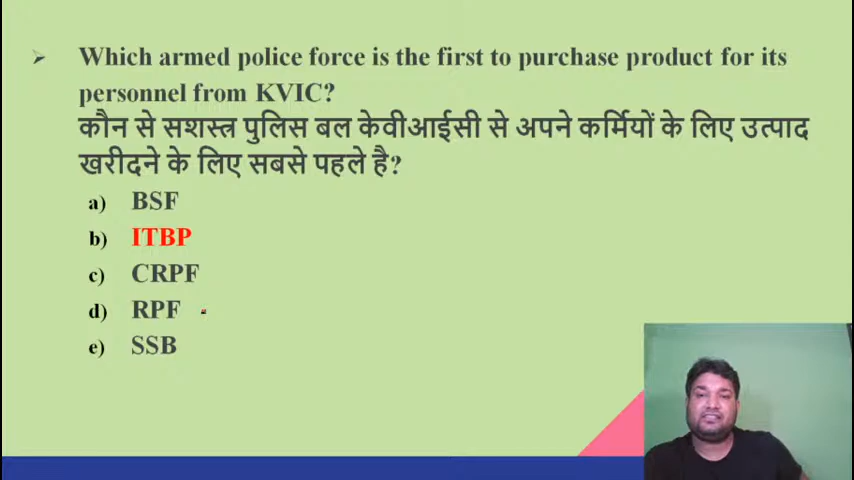 ➢ Which armed police force is the first to purchase product for its
personnel from KVIC?
कौन से सशस्त्र पुलिस बल केवीआईसी से अपने कर्मियों के लिए उत्पाद
खरीदने के लिए सबसे पहले है?
a) BSF
b) ITBP
c) CRPF
d) RPF
e) SSB